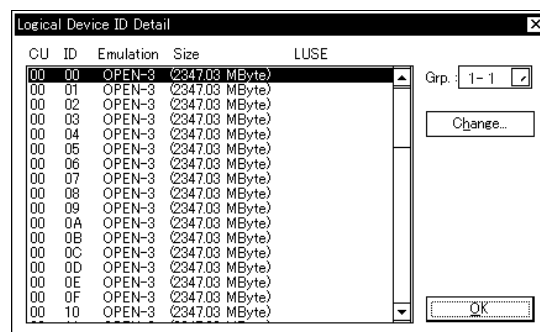 Logical Device ID Detail
CU ID Emulation Size LUSE
00 00 OPEN-3 (2347.03 MByte)
00 01 OPEN-3 (2347.03 MByte)
00 02 OPEN-3 (2347.03 MByte)
00 03 OPEN-3 (2347.03 MByte)
00 04 OPEN-3 (2347.03 MByte)
00 05 OPEN-3 (2347.03 MByte)
00 06 OPEN-3 (2347.03 MByte)
00 07 OPEN-3 (2347.03 MByte)
00 08 OPEN-3 (2347.03 MByte)
00 09 OPEN-3 (2347.03 MByte)
00 0A OPEN-3 (2347.03 MByte)
00 0B OPEN-3 (2347.03 MByte)
00 0C OPEN-3 (2347.03 MByte)
00 0D OPEN-3 (2347.03 MByte)
00 0E OPEN-3 (2347.03 MByte)
00 0F OPEN-3 (2347.03 MByte)
00 10 OPEN-3 (2347.03 MByte)
Grp. : 1- 1
Change...
OK